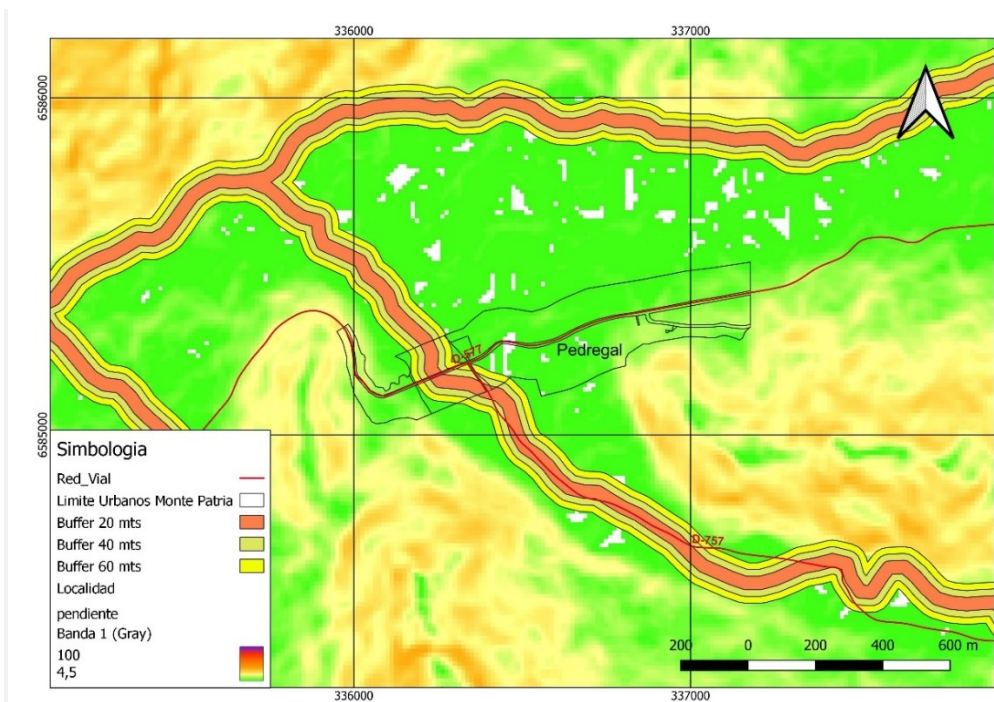 336000
337000
6586000
6585000
D-577
Pedregal
D-757
Simbologia
Red_Vial
Limite Urbanos Monte Patria
Buffer 20 mts
Buffer 40 mts
Buffer 60 mts
Localidad
pendiente
Banda 1 (Gray)
100
4,5
200 0 200 400 600 m
336000
337000